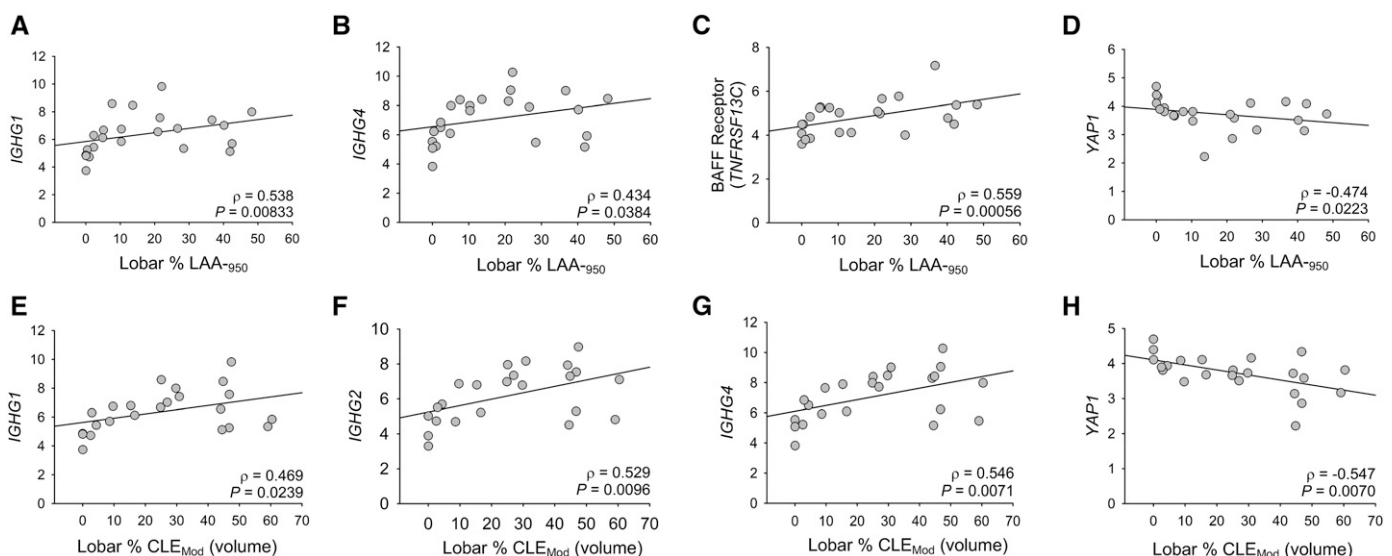 A
IGHG1
12
10
8
6
4
2
0
0 10 20 30 40 50 60
ρ = 0.538
P = 0.00833
Lobar % LAA-950
B
IGHG4
12
10
8
6
4
2
0
0 10 20 30 40 50 60
ρ = 0.434
P = 0.0384
Lobar % LAA-950
C
BAFF Receptor
(TNFRSF13C)
8
6
4
2
0
0 10 20 30 40 50 60
ρ = 0.559
P = 0.00056
Lobar % LAA-950
D
YAP1
6
5
4
3
2
1
0
0 10 20 30 40 50 60
ρ = -0.474
P = 0.0223
Lobar % LAA-950
E
IGHG1
12
10
8
6
4
2
0
0 10 20 30 40 50 60 70
ρ = 0.469
P = 0.0239
Lobar % CLEMod (volume)
F
IGHG2
10
8
6
4
2
0
0 10 20 30 40 50 60 70
ρ = 0.529
P = 0.0096
Lobar % CLEMod (volume)
G
IGHG4
12
10
8
6
4
2
0
0 10 20 30 40 50 60 70
ρ = 0.546
P = 0.0071
Lobar % CLEMod (volume)
H
YAP1
5
4
3
2
1
0
0 10 20 30 40 50 60 70
ρ = -0.547
P = 0.0070
Lobar % CLEMod (volume)